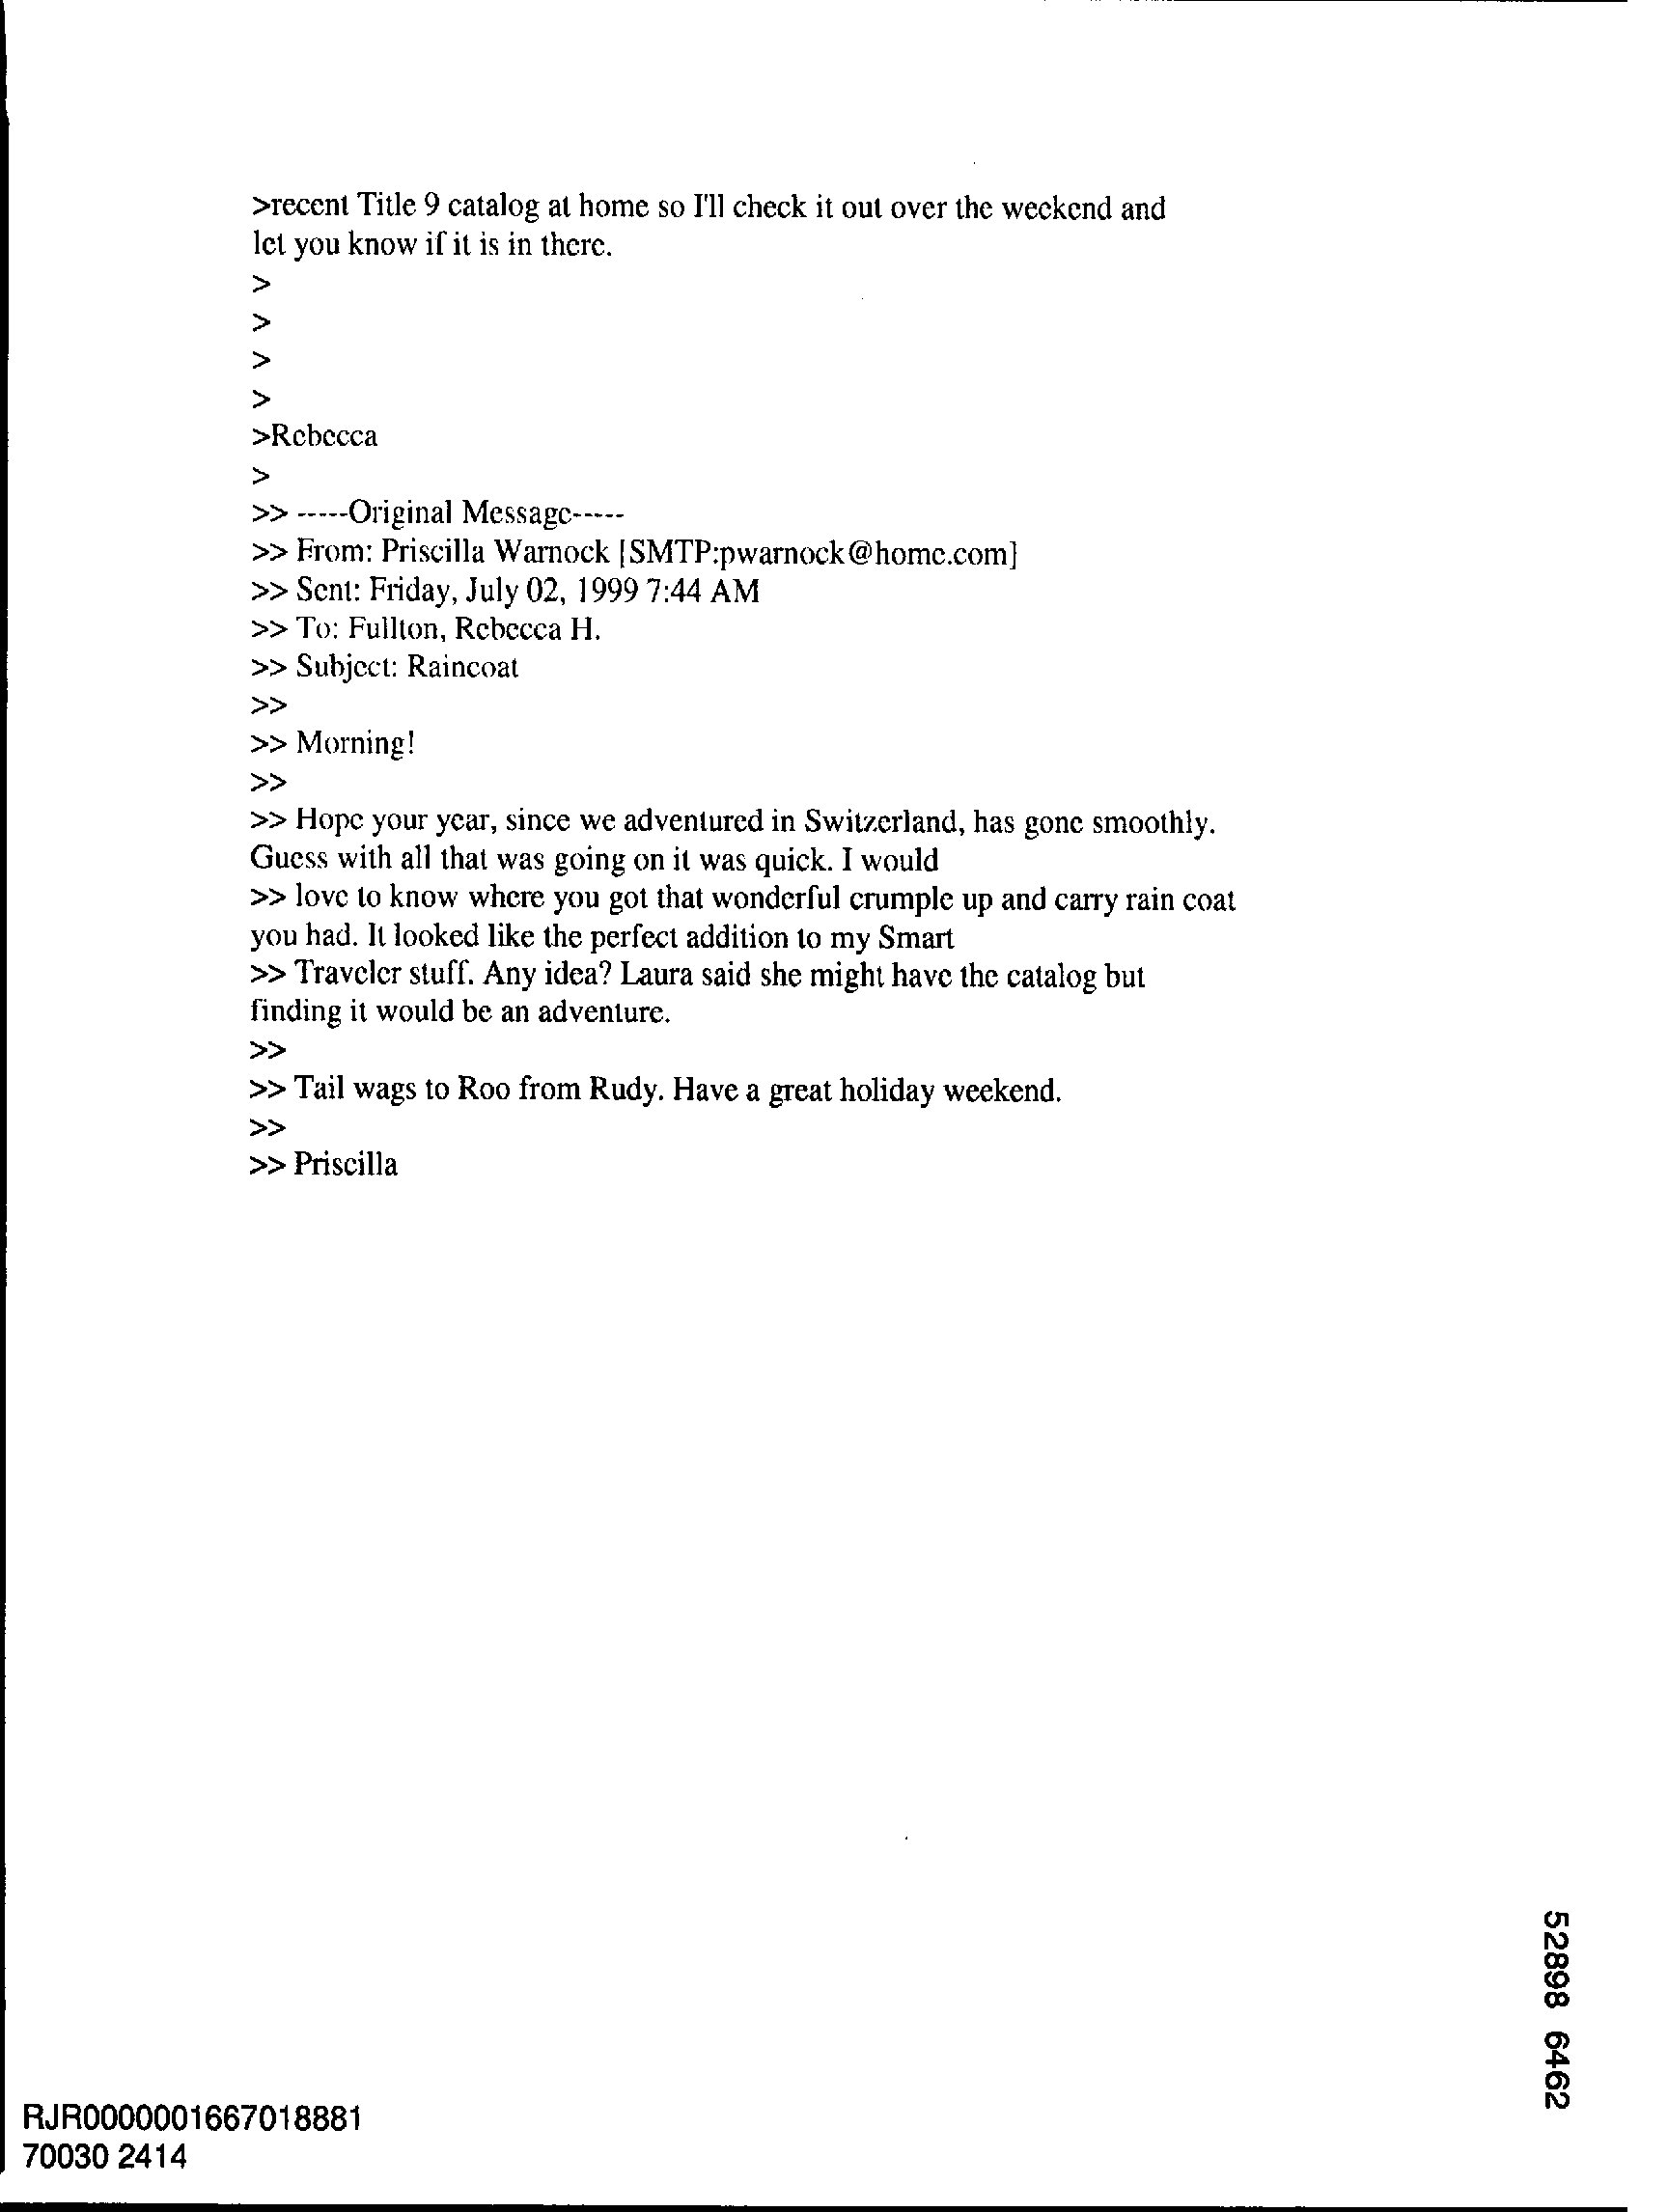 >recent Title 9 catalog at home so I'll check it out over the weekend and
let you know if it is in there.
>
>
>
>
>Rebecca
>
>> -----Original Message-----
>> From: Priscilla Warnock [SMTP:pwarnock@home.com]
>> Sent: Friday, July 02, 1999 7:44 AM
>> To: Fullton, Rebecca H.
>> Subject: Raincoat
>>
>> Morning!
>>
>> Hope your year, since we adventured in Switzerland, has gone smoothly.
Guess with all that was going on it was quick. I would
>> love to know where you got that wonderful crumple up and carry rain coat
you had. It looked like the perfect addition to my Smart
>> Traveler stuff. Any idea? Laura said she might have the catalog but
finding it would be an adventure.
>>
>> Tail wags to Roo from Rudy. Have a great holiday weekend.
>>
>> Priscilla
52898 6462
RJR0000001667018881
70030 2414